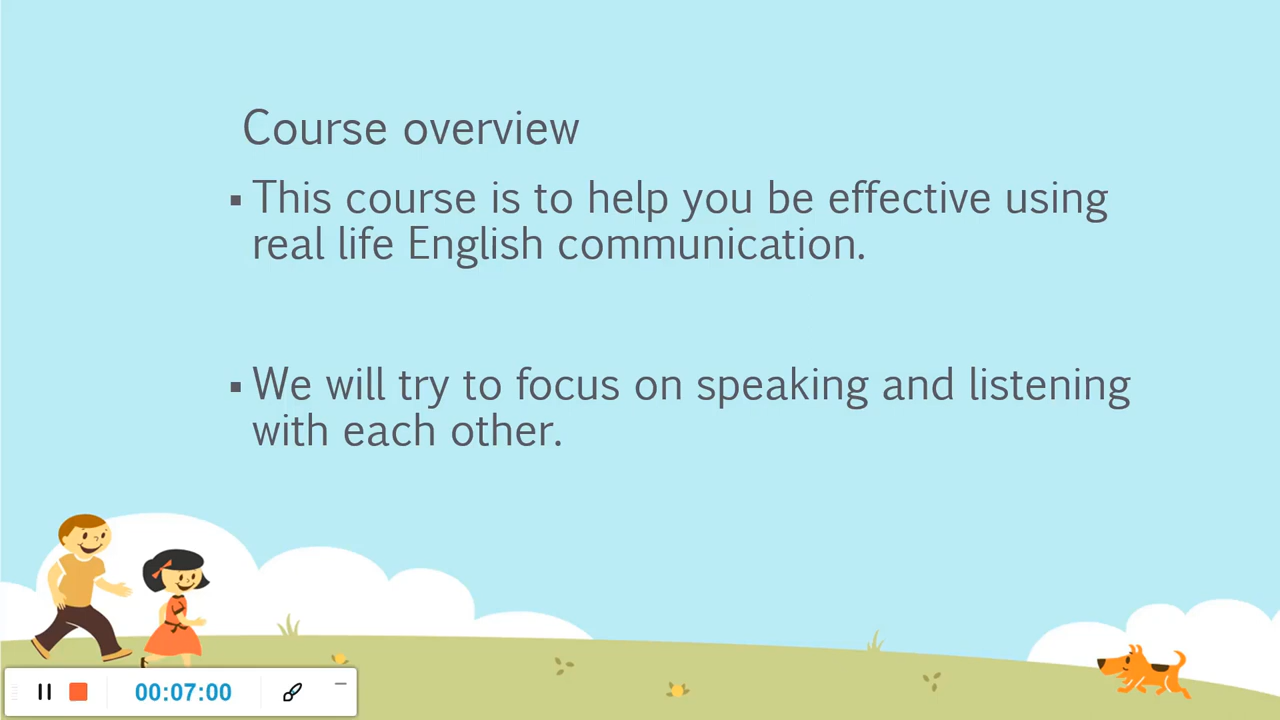 Course overview
▪ This course is to help you be effective using
real life English communication.
▪ We will try to focus on speaking and listening
with each other.
00:07:00